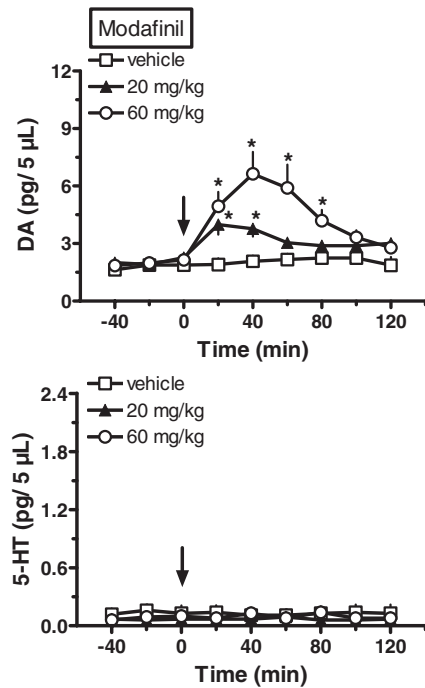 Modafinil
vehicle
20 mg/kg
60 mg/kg
12
9
6
3
0
DA (pg/ 5 µL)
* * * *
* *
-40 0 40 80 120
Time (min)
vehicle
20 mg/kg
60 mg/kg
2.4
1.8
1.2
0.6
0.0
5-HT (pg/ 5 µL)
-40 0 40 80 120
Time (min)